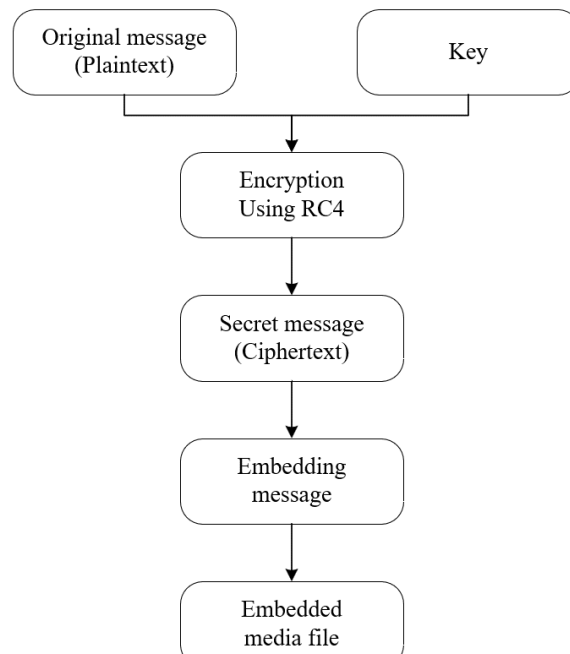 Original message
(Plaintext)
Key
Encryption
Using RC4
Secret message
(Ciphertext)
Embedding
message
Embedded
media file